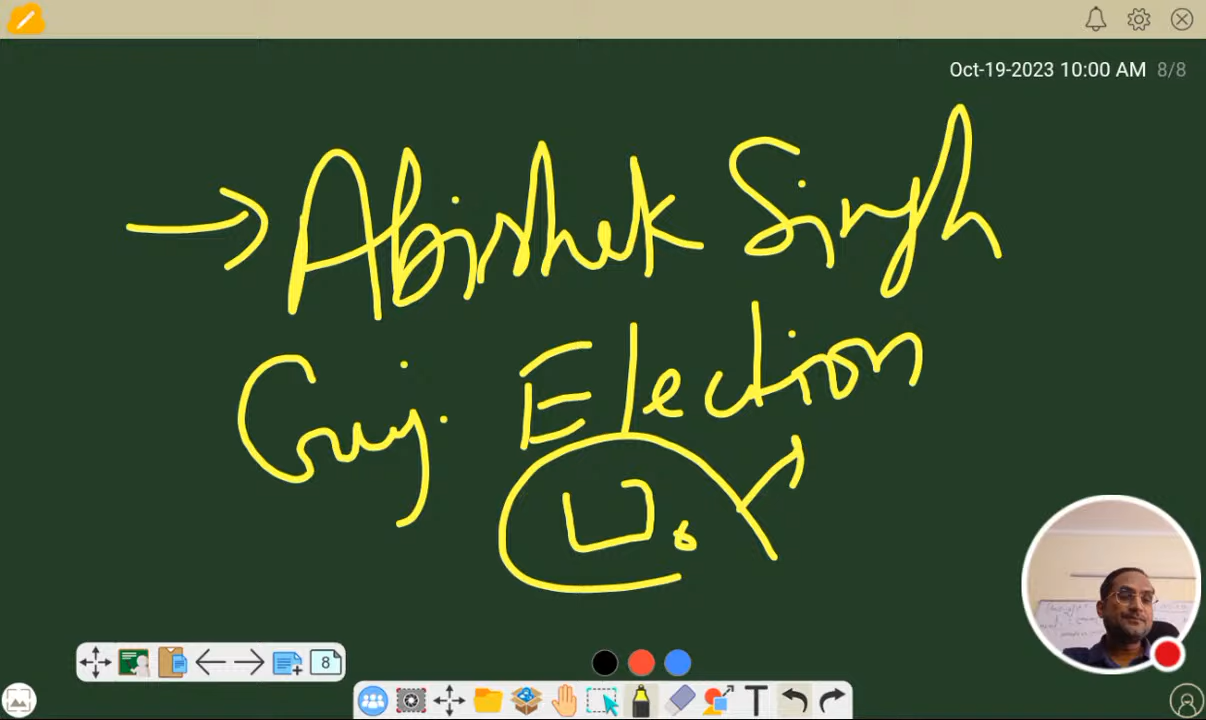 Oct-19-2023 10:00 AM 8/8
→ Abishek Singh
Guj. Election
8
T